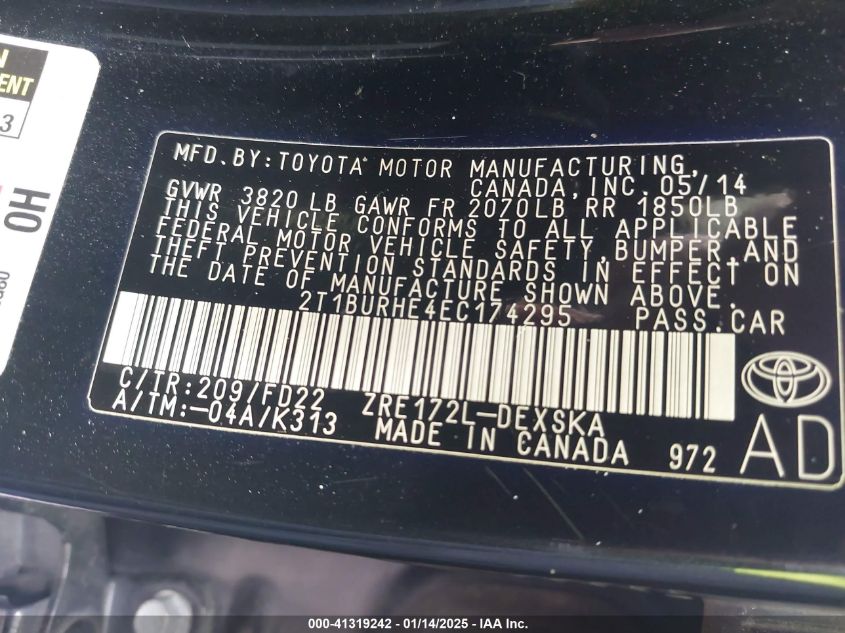 N
ENT
3
HO
MFD.BY:TOYOTA MOTOR MANUFACTURING,
CANADA,INC.05/14
GVWR 3820 LB GAWR FR 2070LB RR 1850LB
THIS VEHICLE CONFORMS TO ALL APPLICABLE
FEDERAL MOTOR VEHICLE SAFETY,BUMPER,AND
THEFT PREVENTION STANDARDS IN EFFECT ON
THE DATE OF MANUFACTURE SHOWN ABOVE.
2T1BURHE4EC174295 PASS.CAR
C/TR:209/FD22 ZRE172L-DEXSKA
A/TM:-04A/K313 MADE IN CANADA 972
AD
000-41319242 - 01/14/2025 - IAA Inc.